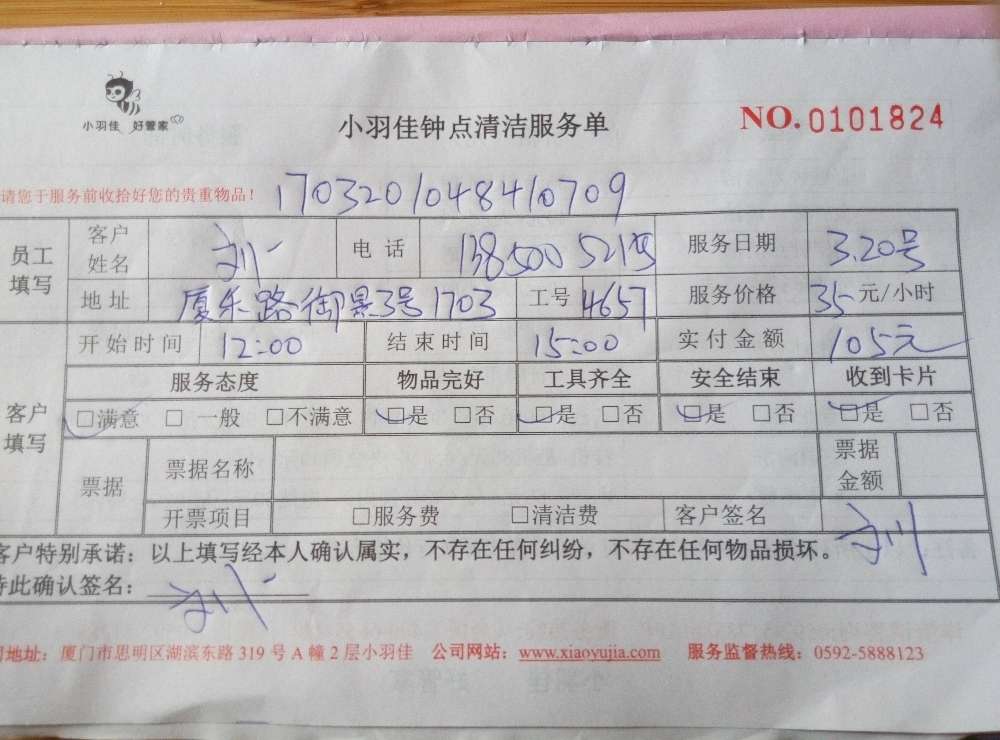 小羽佳 好管家
小羽佳钟点清洁服务单
NO.0101824
请您于服务前收拾好您的贵重物品！
1703201048410709
员工填写 客户姓名 电话 服务日期 3.20号
地址 厦禾路御景3号1703 工号 4657 服务价格 35元/小时
客户填写 开始时间 12:00 结束时间 15:00 实付金额 105元
服务态度 物品完好 工具齐全 安全结束 收到卡片
□满意 □一般 □不满意 □是 □否 □是 □否 □是 □否 □是 □否
票据 票据名称 票据金额
开票项目 □服务费 □清洁费 客户签名
客户特别承诺：以上填写经本人确认属实，不存在任何纠纷，不存在任何物品损坏。
特此确认签名：
地址：厦门市思明区湖滨东路 319 号 A 幢 2 层小羽佳 公司网站：www.xiaoyujia.com 服务监督热线：0592-5888123